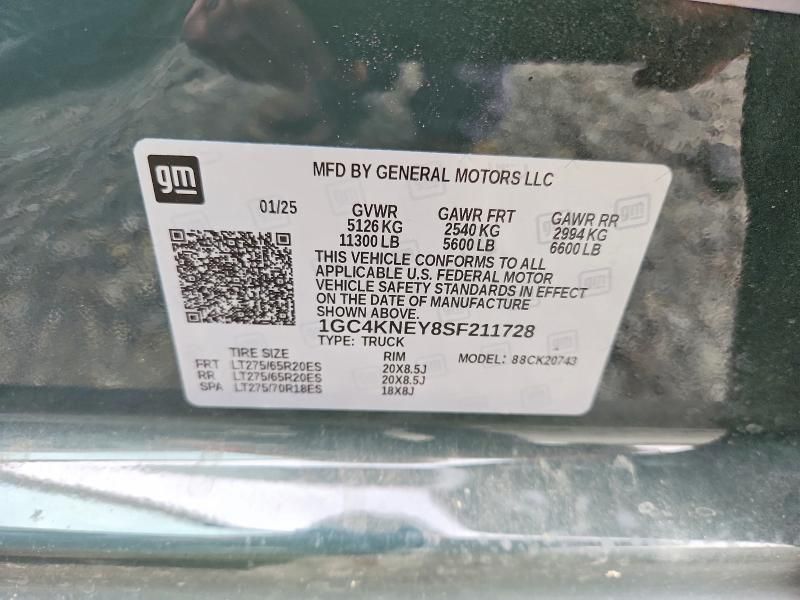 gm
MFD BY GENERAL MOTORS LLC
01/25 GVWR GAWR FRT GAWR RR
5126 KG 2540 KG 2994 KG
11300 LB 5600 LB 6600 LB
THIS VEHICLE CONFORMS TO ALL
APPLICABLE U.S. FEDERAL MOTOR
VEHICLE SAFETY STANDARDS IN EFFECT
ON THE DATE OF MANUFACTURE
SHOWN ABOVE.
1GC4KNEY8SF211728
TYPE: TRUCK MODEL: 88CK20743
TIRE SIZE RIM
FRT LT275/65R20ES 20X8.5J
RR LT275/65R20ES 20X8.5J
SPA LT275/70R18ES 18X8J